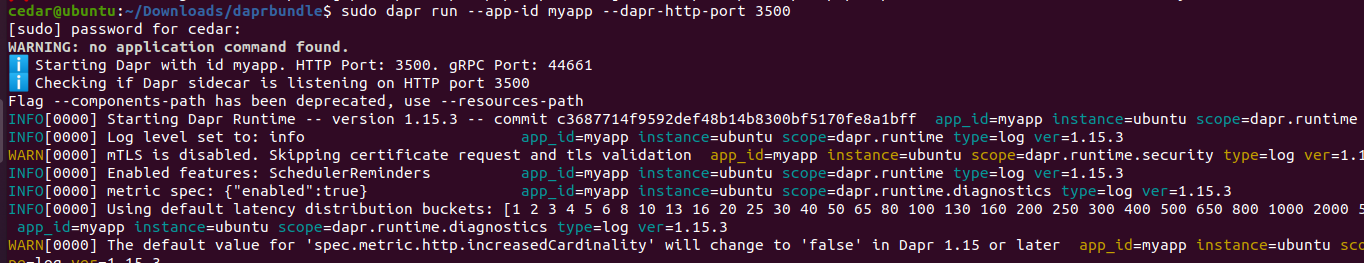 cedar@ubuntu:~/Downloads/daprbundle$ sudo dapr run --app-id myapp --dapr-http-port 3500
[sudo] password for cedar:
WARNING: no application command found.
ℹ️ Starting Dapr with id myapp. HTTP Port: 3500. gRPC Port: 44661
ℹ️ Checking if Dapr sidecar is listening on HTTP port 3500
Flag --components-path has been deprecated, use --resources-path
INFO[0000] Starting Dapr Runtime -- version 1.15.3 -- commit c3687714f9592def48b14b8300bf5170fe8a1bff  app_id=myapp instance=ubuntu scope=dapr.runtime
INFO[0000] Log level set to: info                        app_id=myapp instance=ubuntu scope=dapr.runtime type=log ver=1.15.3
WARN[0000] mTLS is disabled. Skipping certificate request and tls validation  app_id=myapp instance=ubuntu scope=dapr.runtime.security type=log ver=1.1
INFO[0000] Enabled features: SchedulerReminders          app_id=myapp instance=ubuntu scope=dapr.runtime type=log ver=1.15.3
INFO[0000] metric spec: {"enabled":true}                 app_id=myapp instance=ubuntu scope=dapr.runtime.diagnostics type=log ver=1.15.3
INFO[0000] Using default latency distribution buckets: [1 2 3 4 5 6 8 10 13 16 20 25 30 40 50 65 80 100 130 160 200 250 300 400 500 650 800 1000 2000 5
app_id=myapp instance=ubuntu scope=dapr.runtime.diagnostics type=log ver=1.15.3
WARN[0000] The default value for 'spec.metric.http.increasedCardinality' will change to 'false' in Dapr 1.15 or later  app_id=myapp instance=ubuntu sco
pe=log ver=1.15.3